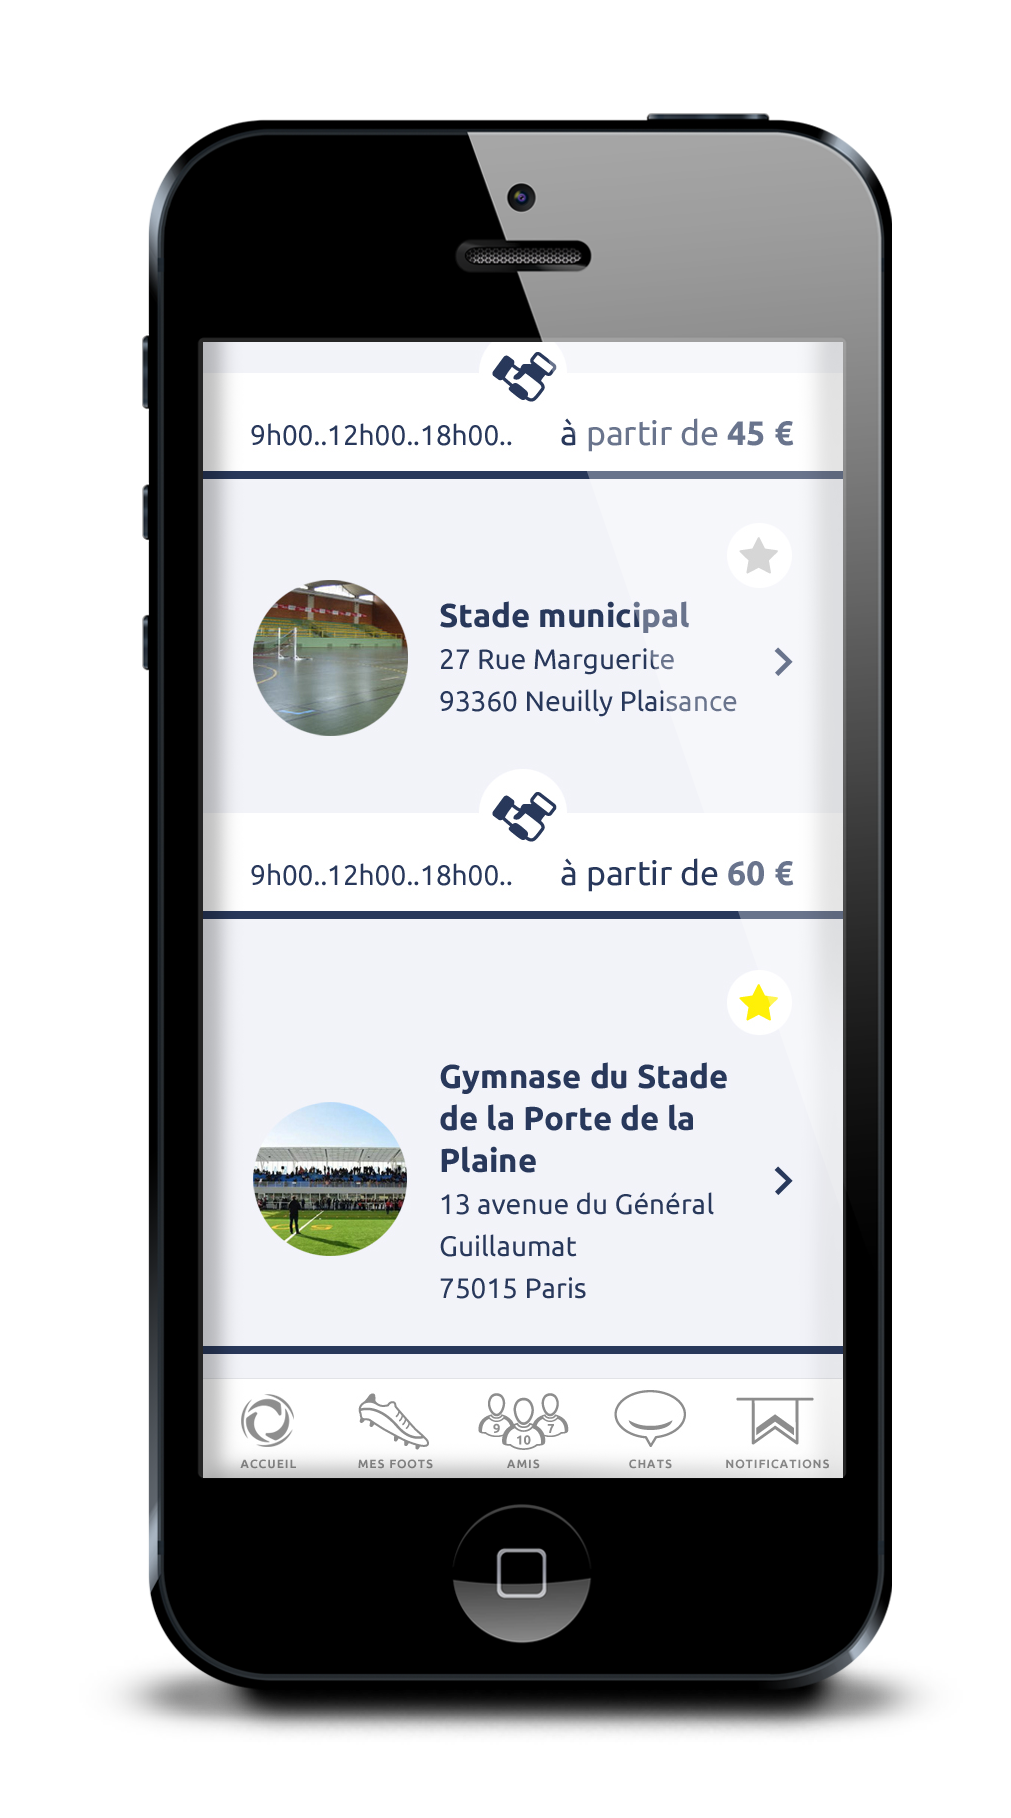 9h00..12h00..18h00.. à partir de 45 €
Stade municipal
27 Rue Marguerite
93360 Neuilly Plaisance
9h00..12h00..18h00.. à partir de 60 €
Gymnase du Stade
de la Porte de la
Plaine
13 avenue du Général
Guillaumat
75015 Paris
9 10 7
ACCUEIL MES FOOTS AMIS CHATS NOTIFICATIONS